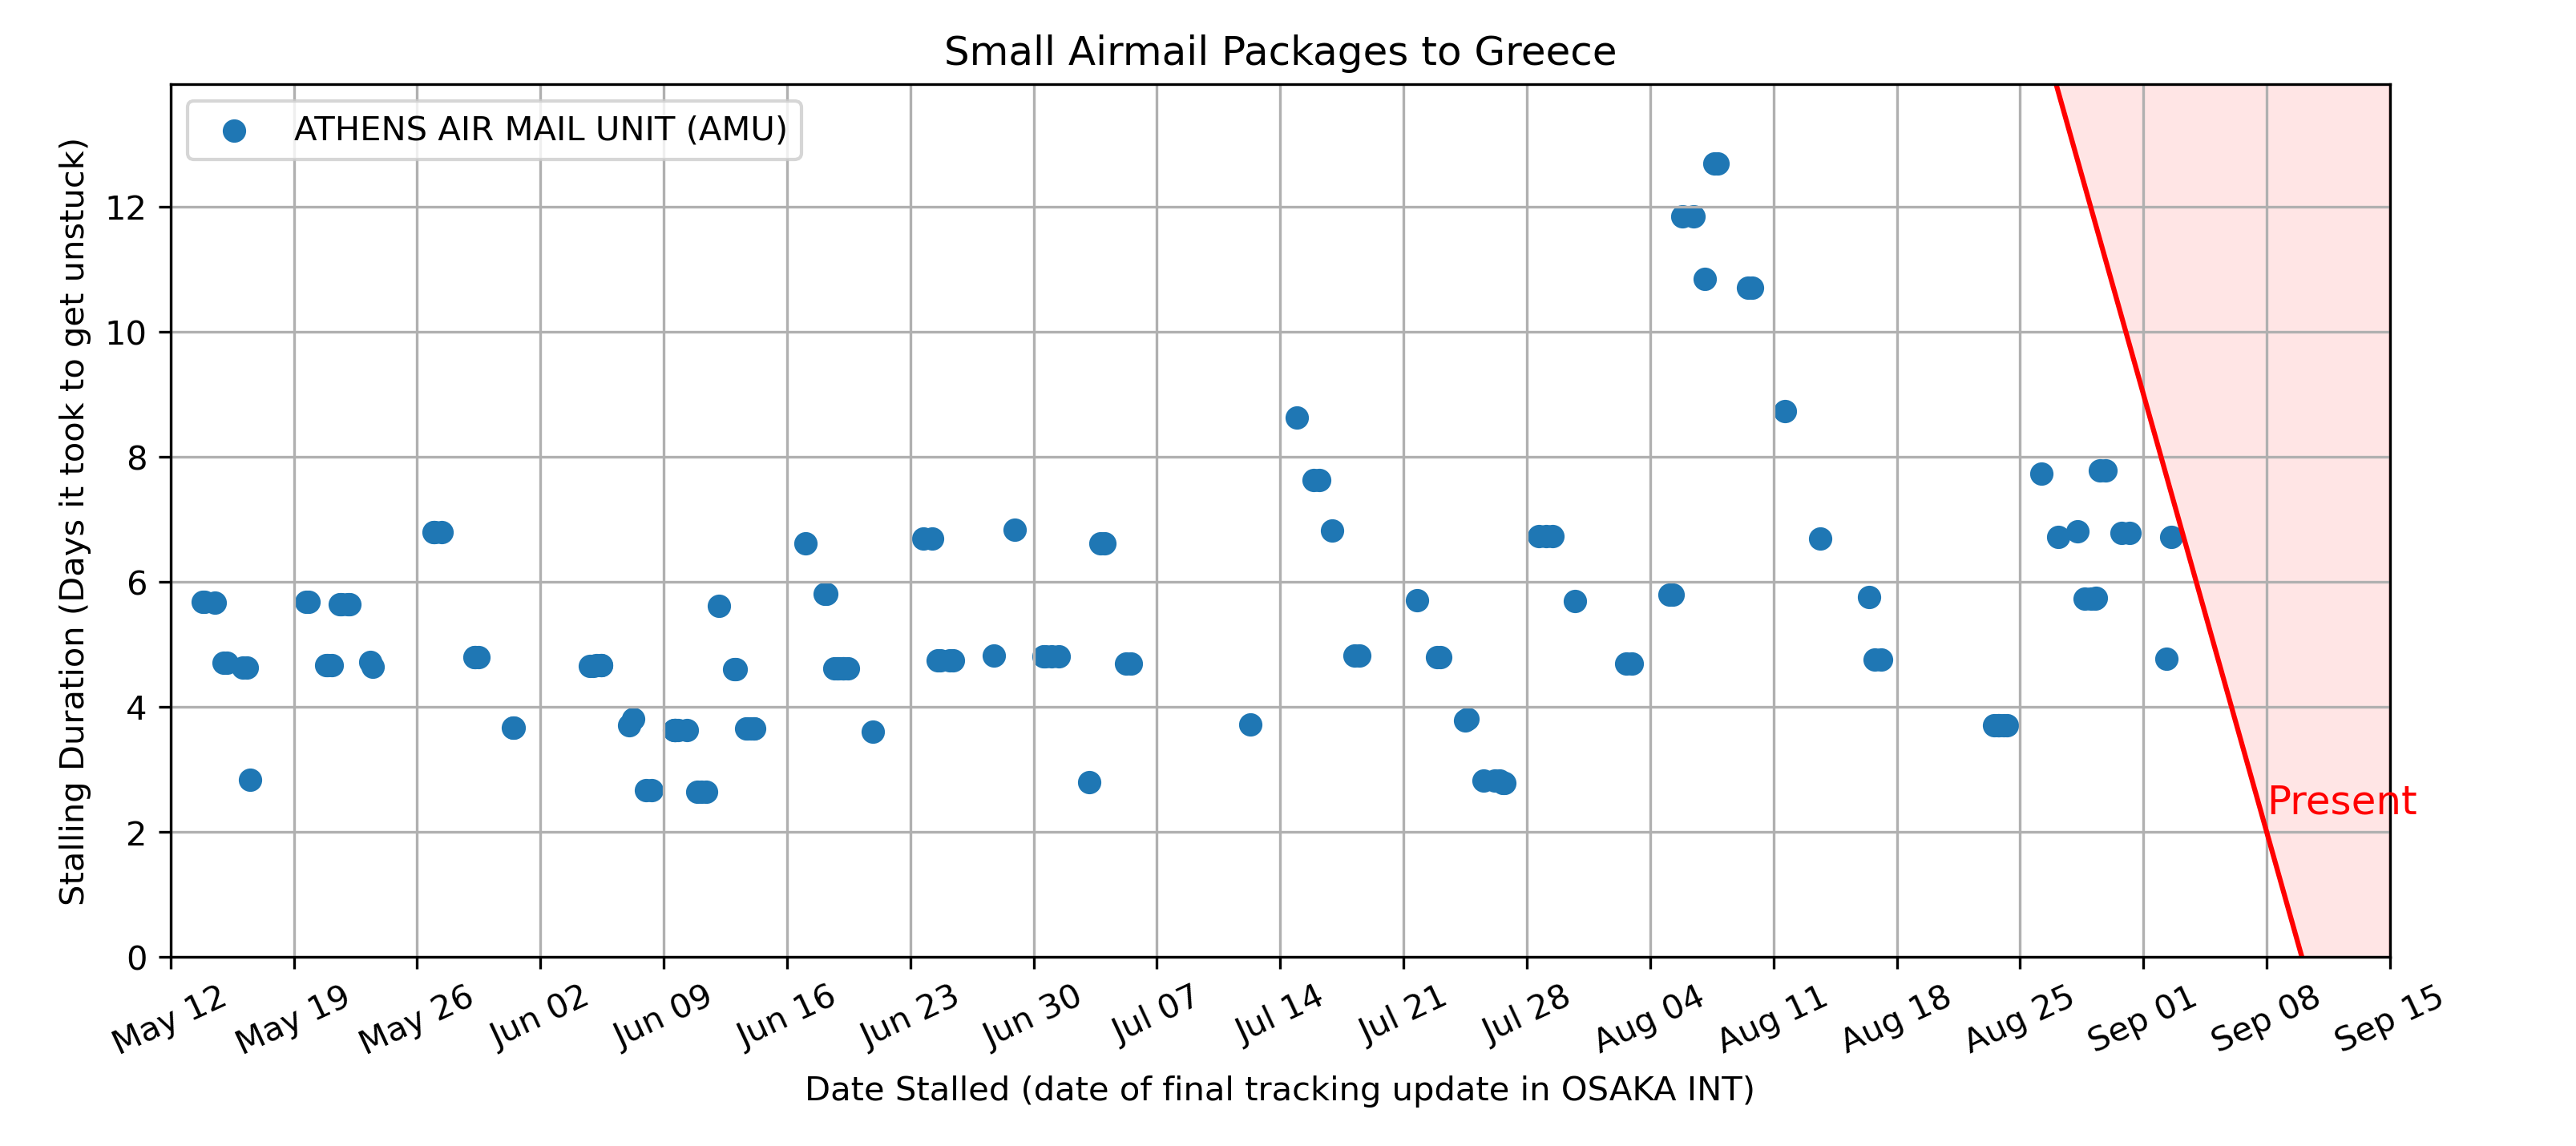 Small Airmail Packages to Greece
ATHENS AIR MAIL UNIT (AMU)
Stalling Duration (Days it took to get unstuck)
12
10
8
6
4
2
0
Present
May 12
May 19
May 26
Jun 02
Jun 09
Jun 16
Jun 23
Jun 30
Jul 07
Jul 14
Jul 21
Jul 28
Aug 04
Aug 11
Aug 18
Aug 25
Sep 01
Sep 08
Sep 15
Date Stalled (date of final tracking update in OSAKA INT)